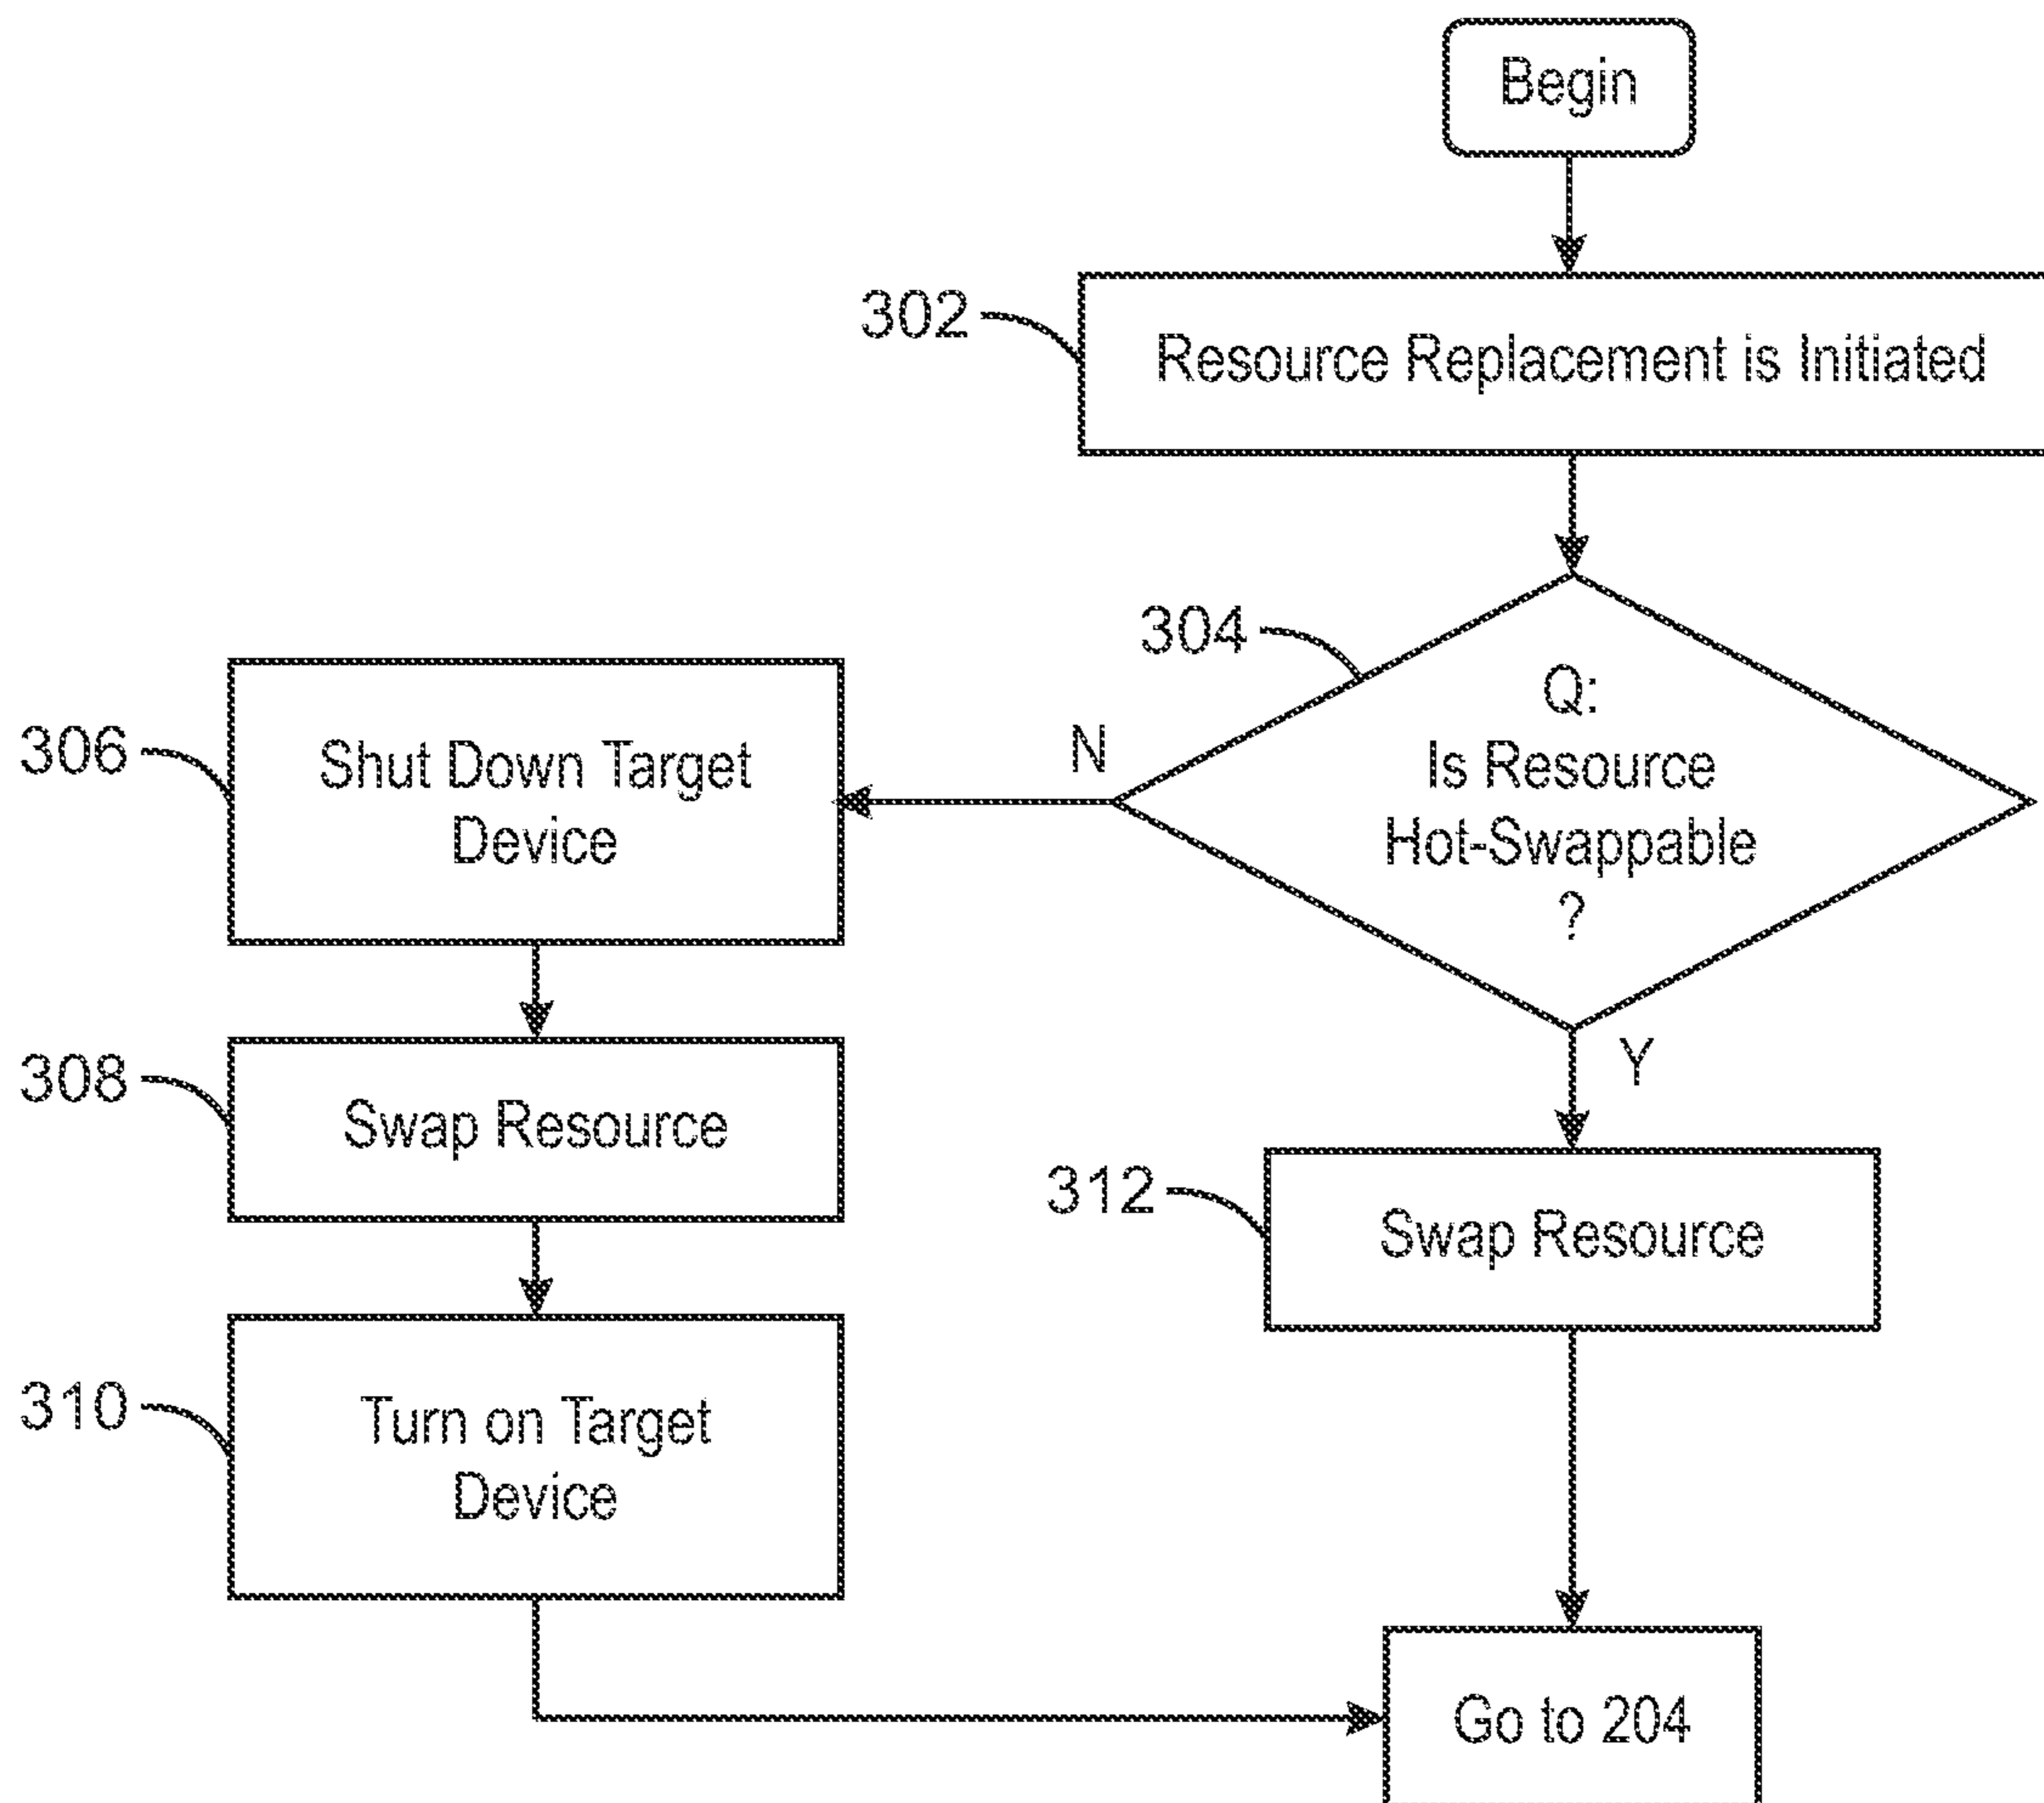 Begin
302
Resource Replacement is Initiated
304
Q:
Is Resource
Hot-Swappable
?
N
Y
306
Shut Down Target
Device
308
Swap Resource
310
Turn on Target
Device
312
Swap Resource
Go to 204